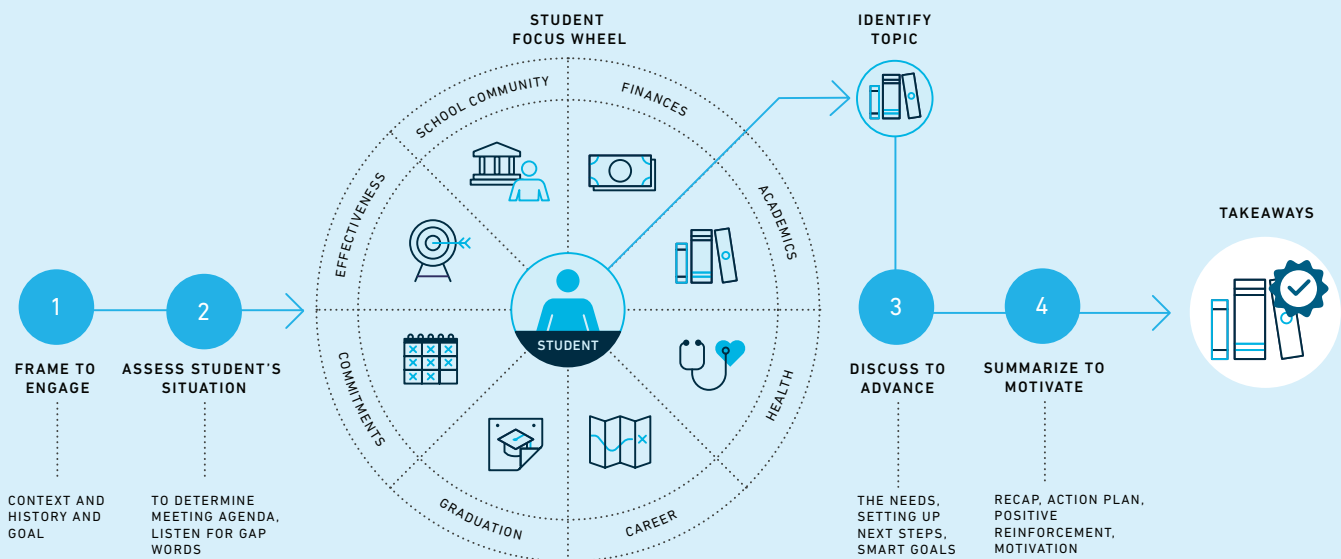 STUDENT
FOCUS WHEEL
IDENTIFY
TOPIC
SCHOOL COMMUNITY
FINANCES
EFFECTIVENESS
ACADEMICS
COMMITMENTS
HEALTH
GRADUATION
CAREER
STUDENT
1
FRAME TO
ENGAGE
CONTEXT AND
HISTORY AND
GOAL
2
ASSESS STUDENT'S
SITUATION
TO DETERMINE
MEETING AGENDA,
LISTEN FOR GAP
WORDS
3
DISCUSS TO
ADVANCE
THE NEEDS,
SETTING UP
NEXT STEPS,
SMART GOALS
4
SUMMARIZE TO
MOTIVATE
RECAP, ACTION PLAN,
POSITIVE
REINFORCEMENT,
MOTIVATION
TAKEAWAYS